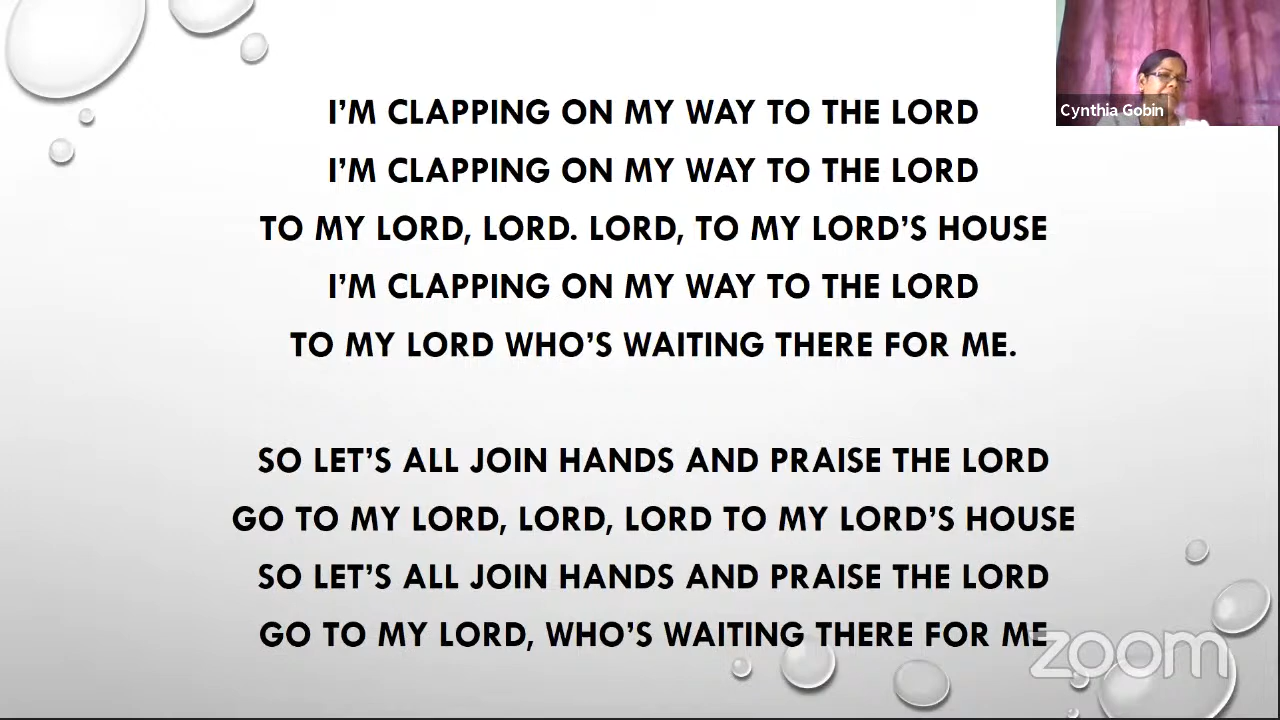 I'M CLAPPING ON MY WAY TO THE LORD
I'M CLAPPING ON MY WAY TO THE LORD
TO MY LORD, LORD. LORD, TO MY LORD'S HOUSE
I'M CLAPPING ON MY WAY TO THE LORD
TO MY LORD WHO'S WAITING THERE FOR ME.
SO LET'S ALL JOIN HANDS AND PRAISE THE LORD
GO TO MY LORD, LORD, LORD TO MY LORD'S HOUSE
SO LET'S ALL JOIN HANDS AND PRAISE THE LORD
GO TO MY LORD, WHO'S WAITING THERE FOR ME
Cynthia Gobin
zoom